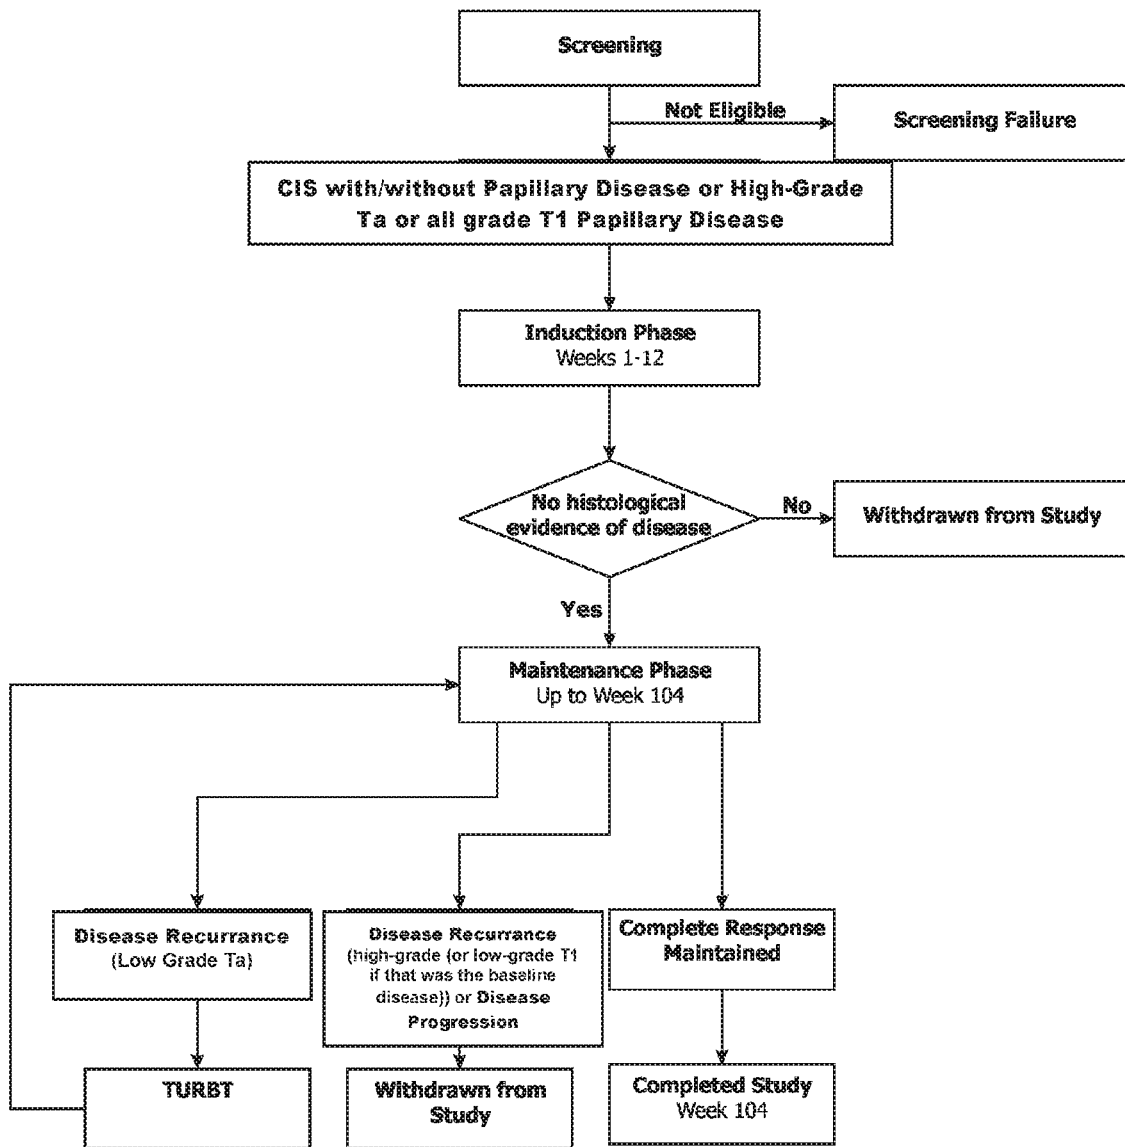 Screening
Not Eligible
Screening Failure
CIS with/without Papillary Disease or High-Grade
Ta or all grade T1 Papillary Disease
Induction Phase
Weeks 1-12
No histological
evidence of disease
No
Withdrawn from Study
Yes
Maintenance Phase
Up to Week 104
Disease Recurrance
(Low Grade Ta)
Disease Recurrance
(high-grade (or low-grade T1
if that was the baseline
disease)) or Disease
Progression
Complete Response
Maintained
TURBT
Withdrawn from
Study
Completed Study
Week 104